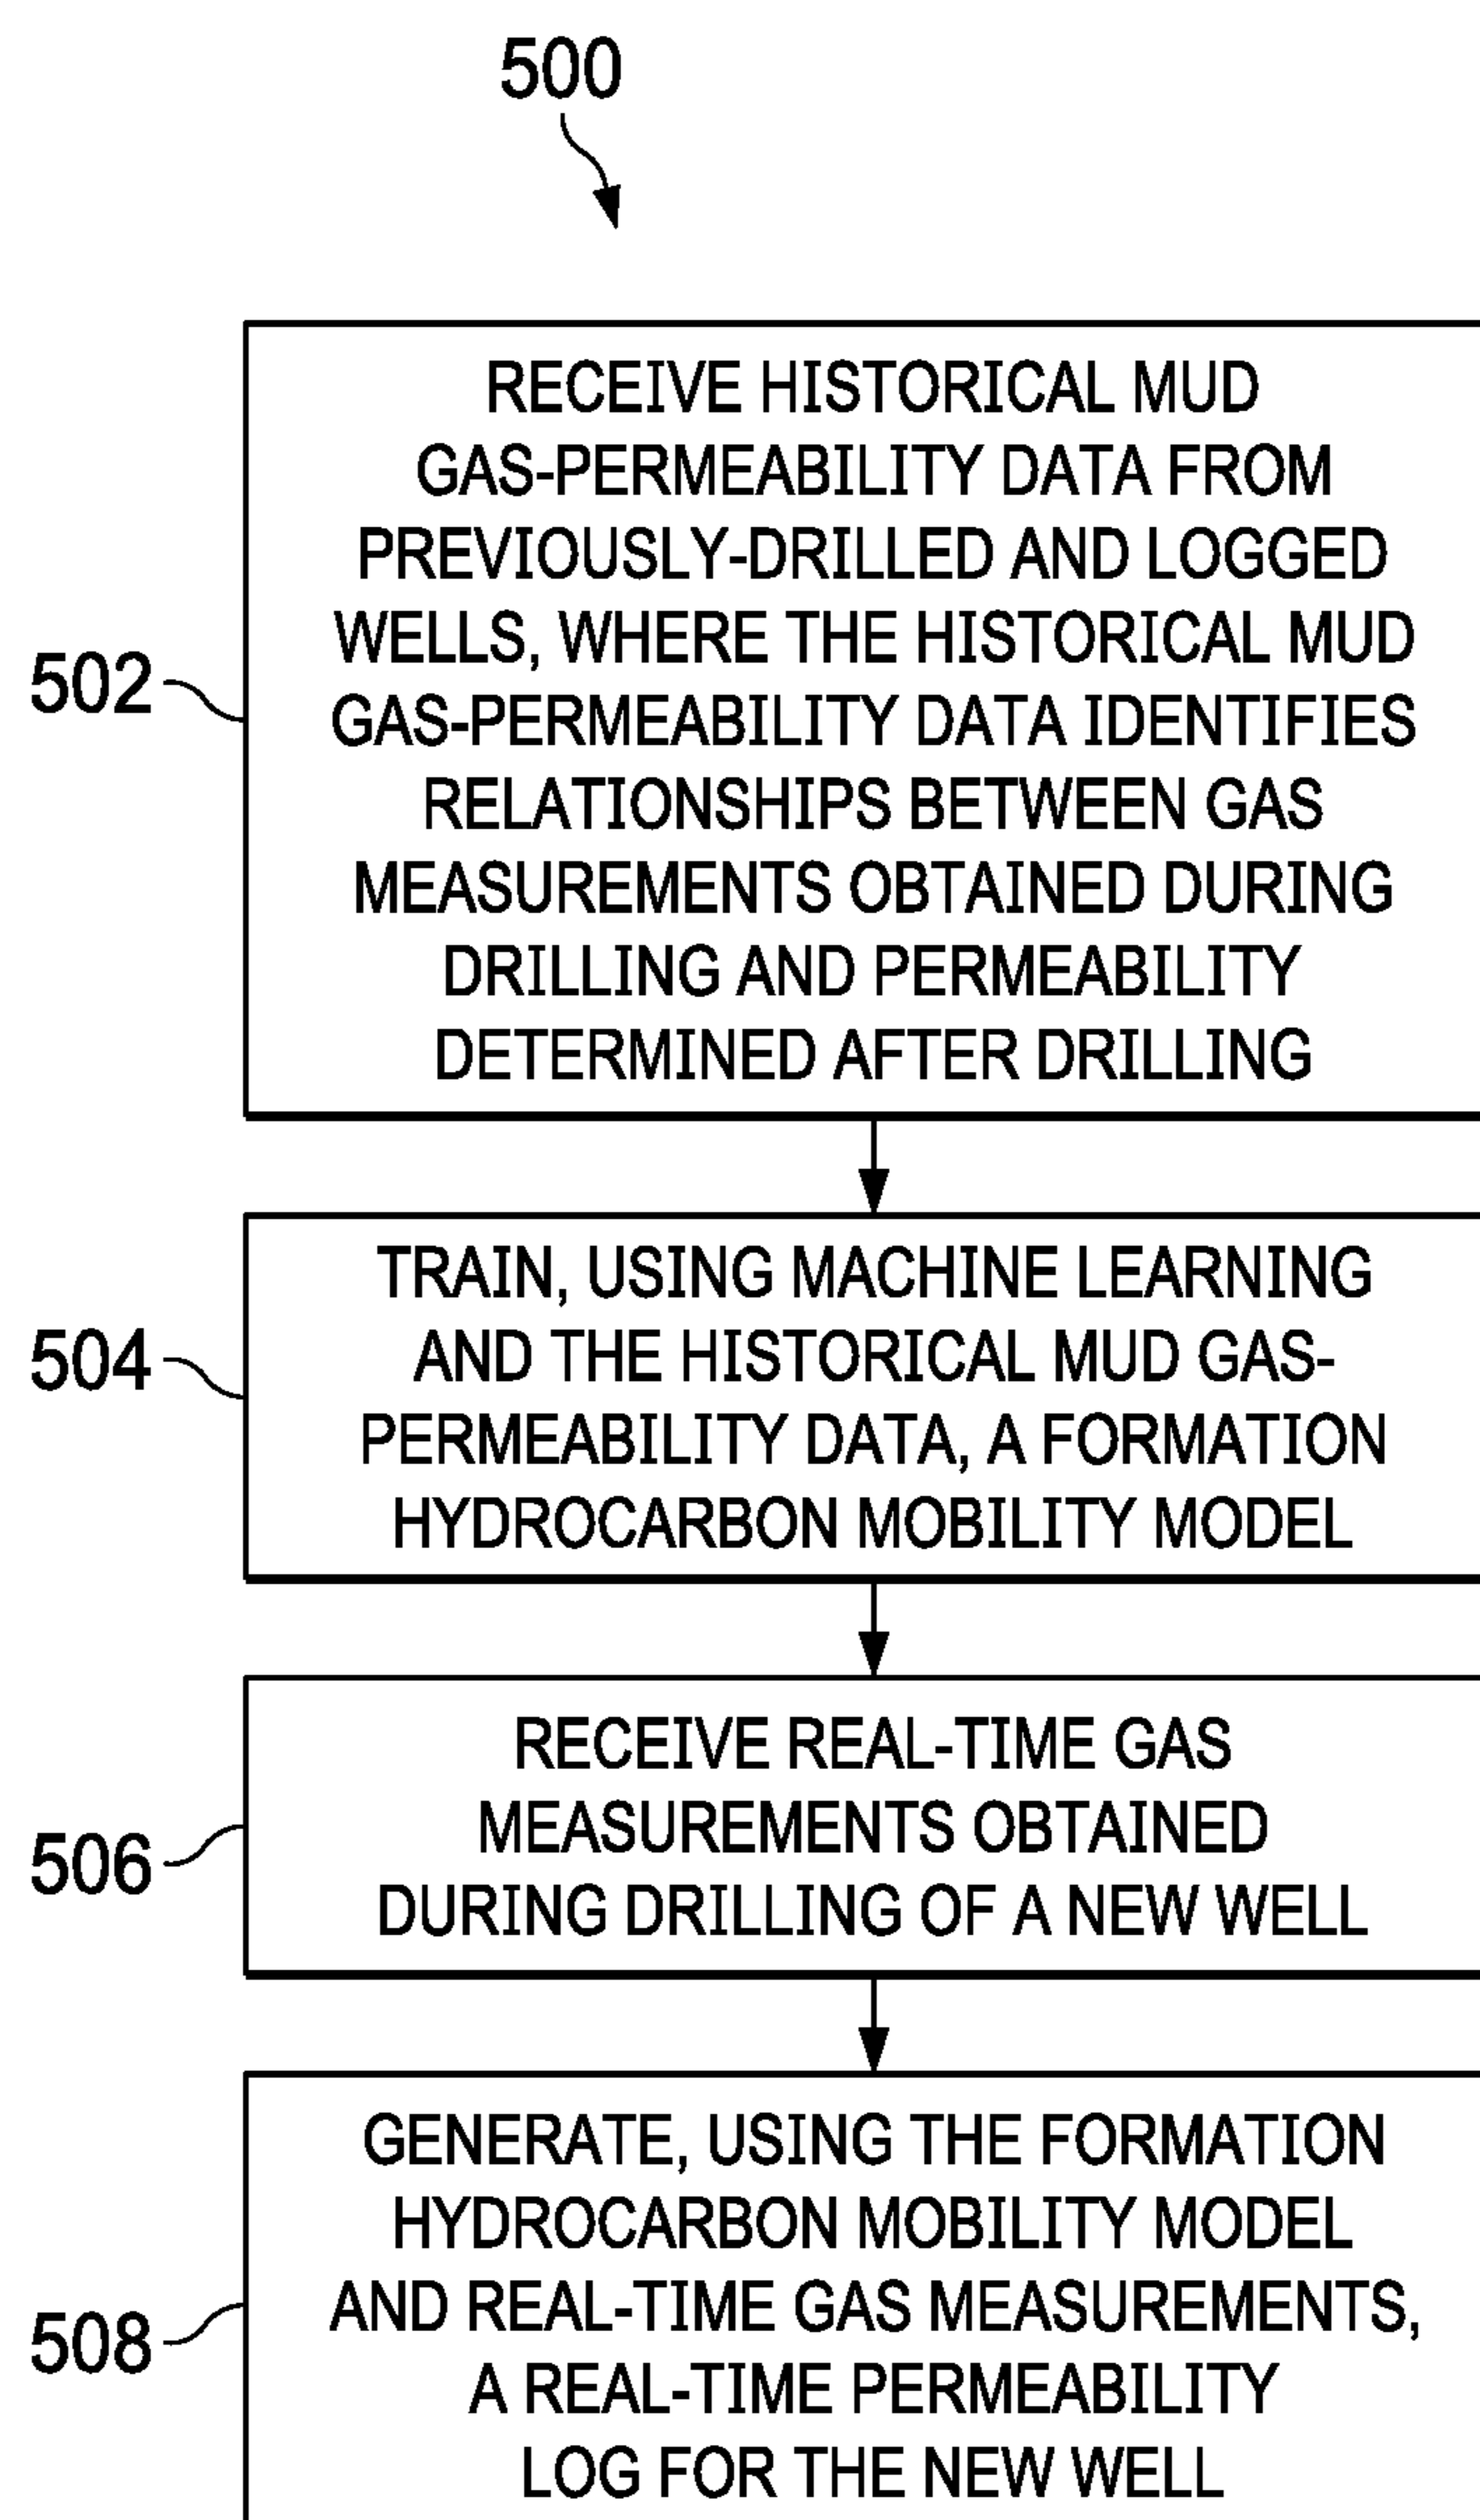 500
RECEIVE HISTORICAL MUD
GAS-PERMEABILITY DATA FROM
PREVIOUSLY-DRILLED AND LOGGED
WELLS, WHERE THE HISTORICAL MUD
GAS-PERMEABILITY DATA IDENTIFIES
RELATIONSHIPS BETWEEN GAS
MEASUREMENTS OBTAINED DURING
DRILLING AND PERMEABILITY
DETERMINED AFTER DRILLING
502
TRAIN, USING MACHINE LEARNING
AND THE HISTORICAL MUD GAS-
PERMEABILITY DATA, A FORMATION
HYDROCARBON MOBILITY MODEL
504
RECEIVE REAL-TIME GAS
MEASUREMENTS OBTAINED
DURING DRILLING OF A NEW WELL
506
GENERATE, USING THE FORMATION
HYDROCARBON MOBILITY MODEL
AND REAL-TIME GAS MEASUREMENTS,
A REAL-TIME PERMEABILITY
LOG FOR THE NEW WELL
508